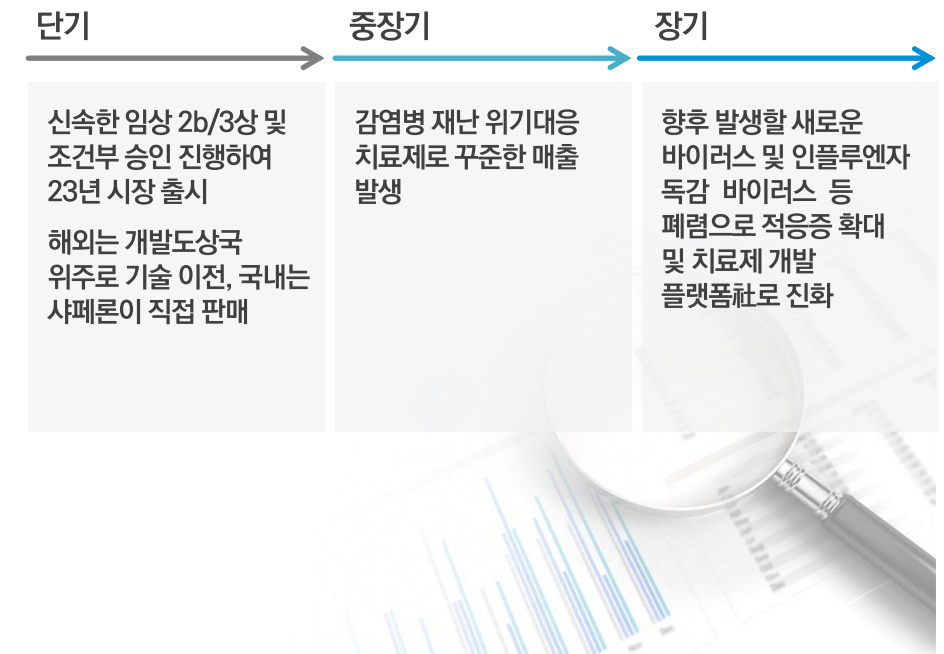 단기
신속한 임상 2b/3상 및
조건부 승인 진행하여
23년 시장 출시
해외는 개발도상국
위주로 기술 이전, 국내는
샤페론이 직접 판매
중장기
감염병 재난 위기대응
치료제로 꾸준한 매출
발생
장기
향후 발생할 새로운
바이러스 및 인플루엔자
독감 바이러스 등
폐렴으로 적응증 확대
및 치료제 개발
플랫폼社로 진화